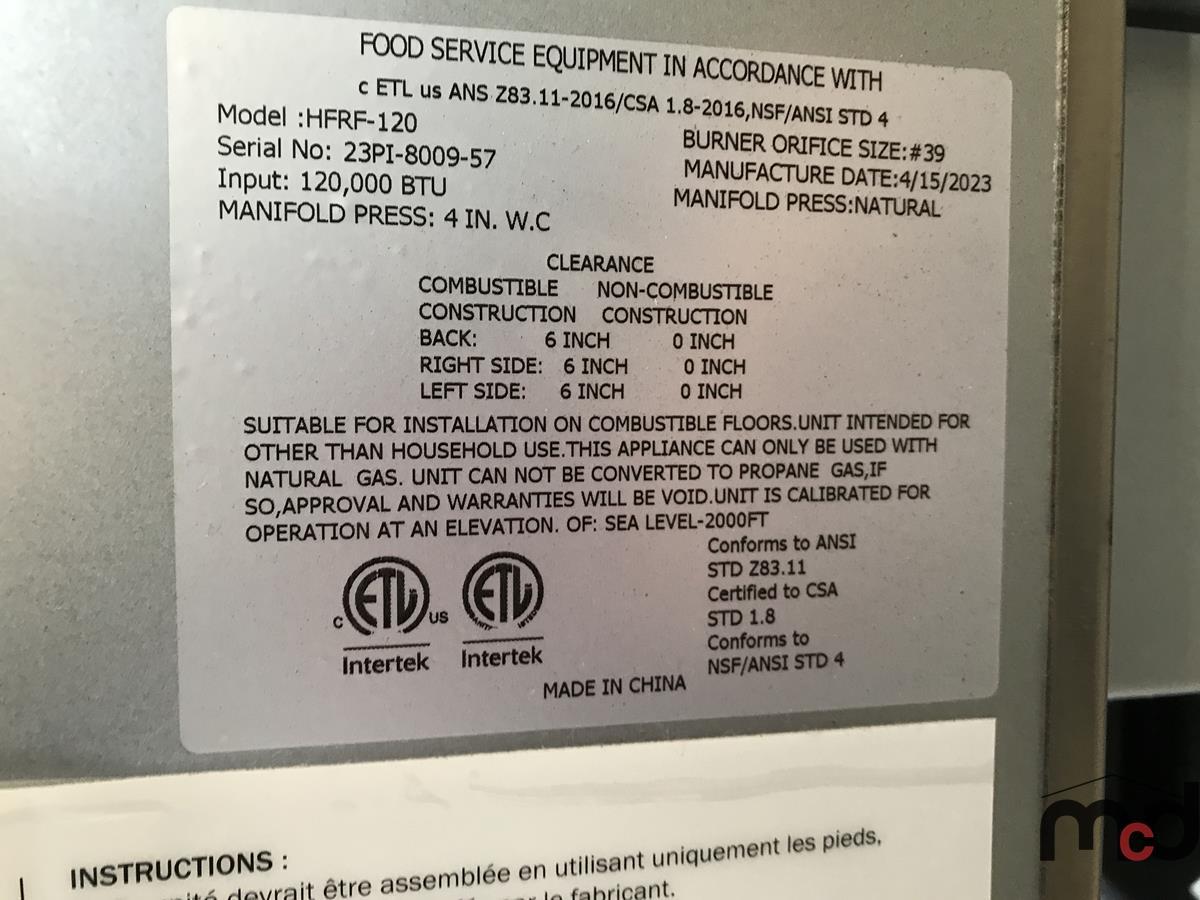 FOOD SERVICE EQUIPMENT IN ACCORDANCE WITH
c ETL us ANS Z83.11-2016/CSA 1.8-2016,NSF/ANSI STD 4
Model :HFRF-120
Serial No: 23PI-8009-57
Input: 120,000 BTU
MANIFOLD PRESS: 4 IN. W.C
BURNER ORIFICE SIZE:#39
MANUFACTURE DATE:4/15/2023
MANIFOLD PRESS:NATURAL
CLEARANCE
COMBUSTIBLE NON-COMBUSTIBLE
CONSTRUCTION CONSTRUCTION
BACK: 6 INCH 0 INCH
RIGHT SIDE: 6 INCH 0 INCH
LEFT SIDE: 6 INCH 0 INCH
SUITABLE FOR INSTALLATION ON COMBUSTIBLE FLOORS.UNIT INTENDED FOR
OTHER THAN HOUSEHOLD USE.THIS APPLIANCE CAN ONLY BE USED WITH
NATURAL GAS. UNIT CAN NOT BE CONVERTED TO PROPANE GAS,IF
SO,APPROVAL AND WARRANTIES WILL BE VOID.UNIT IS CALIBRATED FOR
OPERATION AT AN ELEVATION. OF: SEA LEVEL-2000FT
Conforms to ANSI
STD Z83.11
Certified to CSA
STD 1.8
Conforms to
NSF/ANSI STD 4
c ETL us
Intertek
ETL
Intertek
MADE IN CHINA
INSTRUCTIONS :
devrait être assemblée en utilisant uniquement les pieds,
le fabricant.
mcd